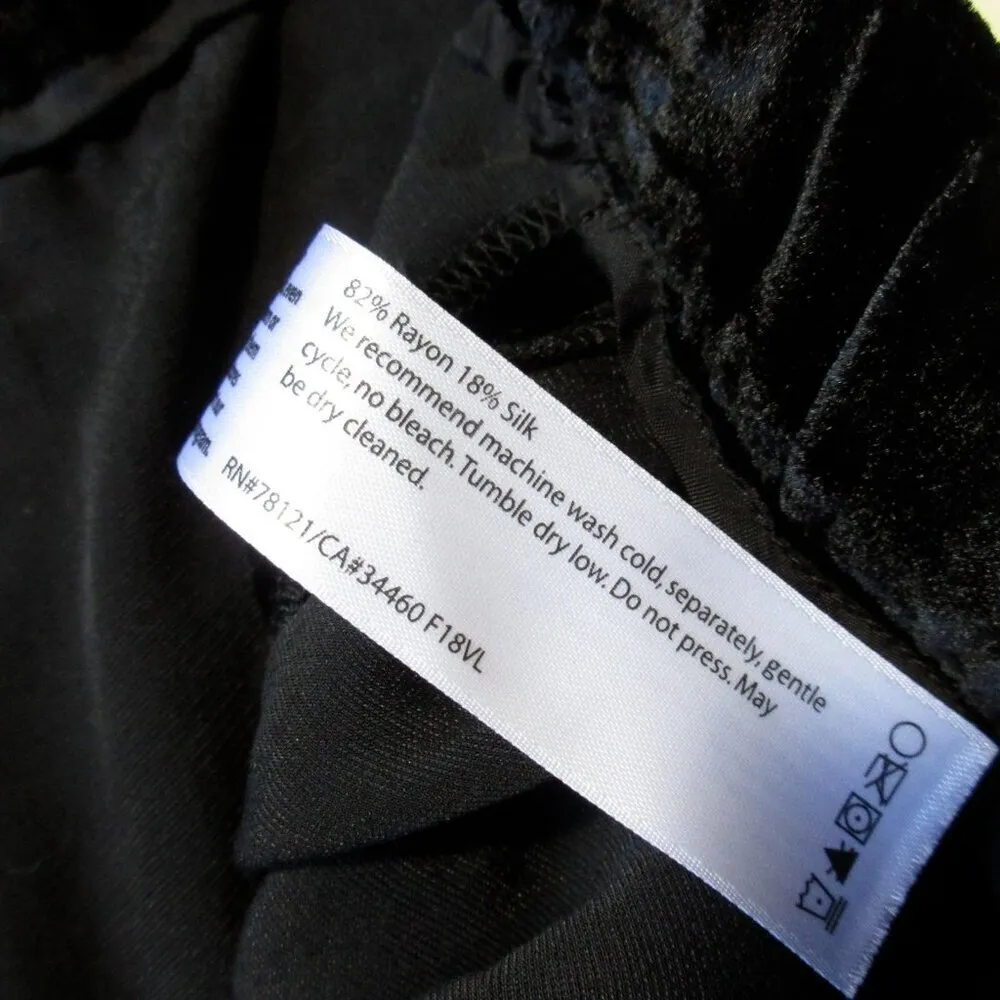 82% Rayon 18% Silk
We recommend machine wash cold, separately, gentle
cycle, no bleach. Tumble dry low. Do not press. May
be dry cleaned.
RN#78121/CA#34460 F18VL